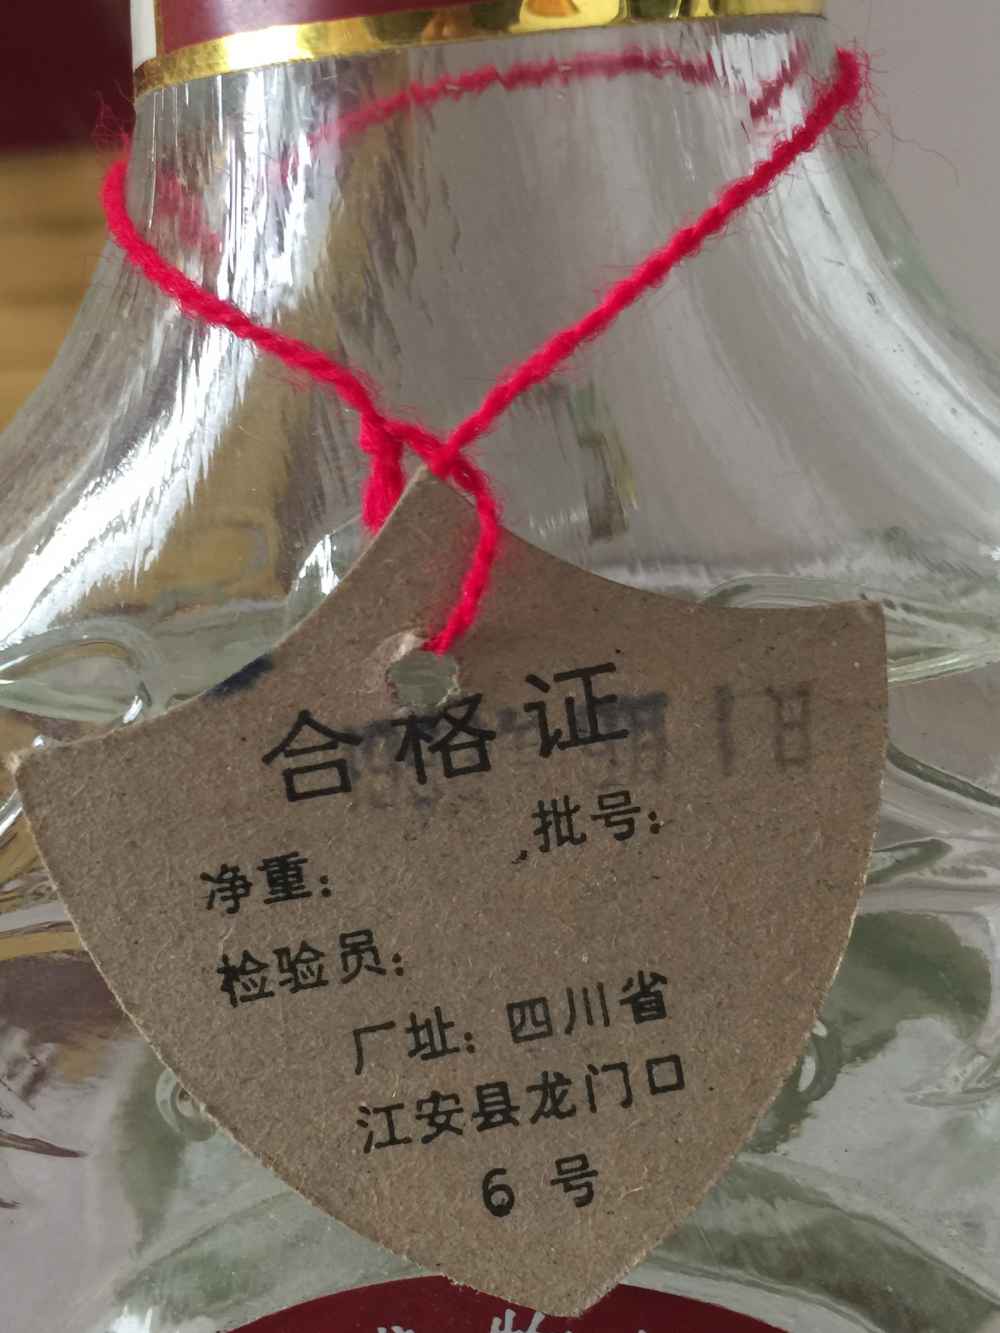 合格证
批号:
净重:
检验员:
厂址: 四川省
江安县龙门口
6 号